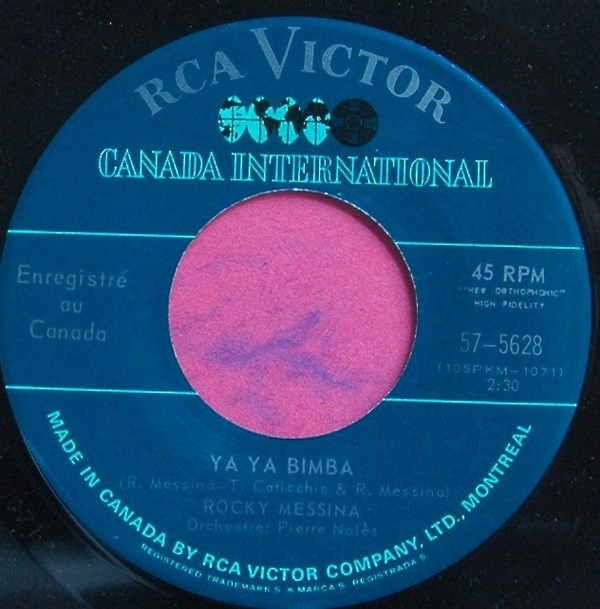 RCA VICTOR
CANADA INTERNATIONAL
Enregistré
au
Canada
45 RPM
"NEW ORTHOPHONIC"
HIGH FIDELITY
57-5628
(10SPKM-1071)
2:30
YA YA BIMBA
(R. Messina-T. Caticchio & R. Messina)
ROCKY MESSINA
Orchestre: Pierre Nolès
MADE IN CANADA BY RCA VICTOR COMPANY, LTD., MONTREAL
REGISTERED TRADEMARKS & MARCAS REGISTRADAS